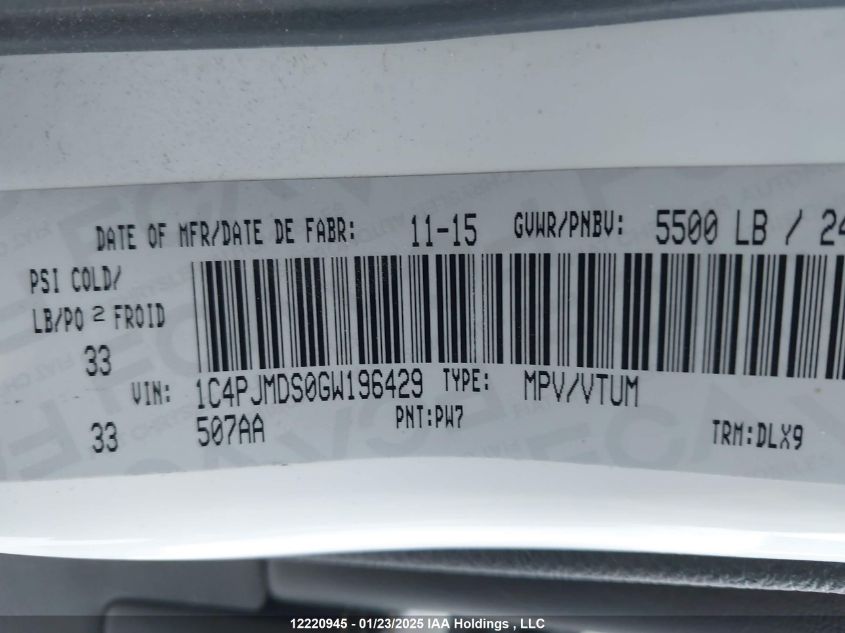 DATE OF MFR/DATE DE FABR: 11-15 GVWR/PNBV: 5500 LB / 24
PSI COLD/
LB/PO 2 FROID
33
VIN: 1C4PJMDS0GW196429 TYPE: MPV/VTUM
33 507AA PNT:PW7 TRM:DLX9
12220945 - 01/23/2025 IAA Holdings , LLC